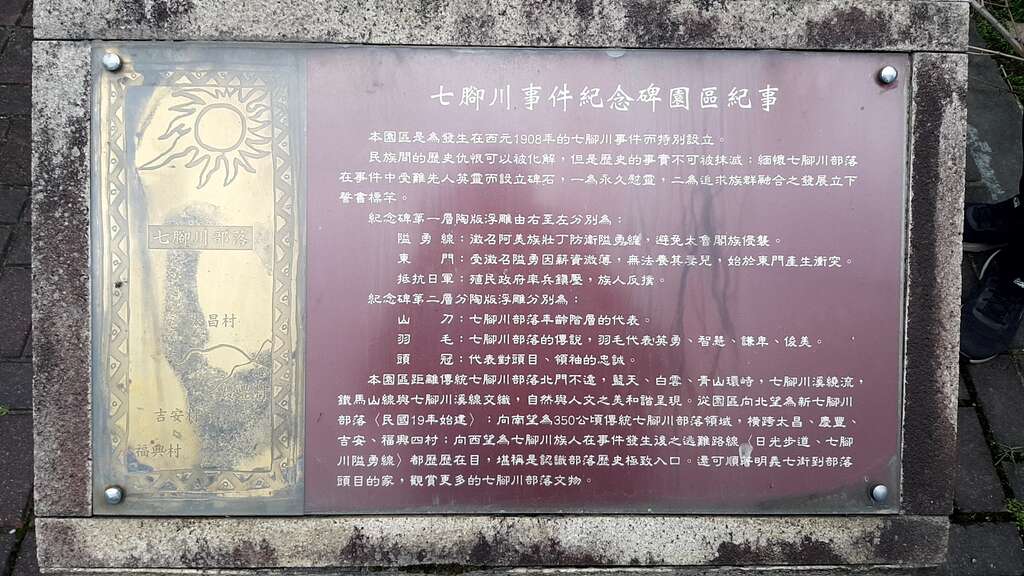 七腳川事件紀念碑園區紀事
本園區是為發生在西元1908年的七腳川事件而特別設立。
民族間的歷史仇恨可以被化解，但是歷史的事實不可被抹滅；緬懷七腳川部落
在事件中受難先人英靈而設立碑石，一為永久慰靈，二為追求族群融合之發展立下
警會標竿。
紀念碑第一層陶版浮雕由右至左分別為：
隘勇線：徵召阿美族壯丁防衛隘勇線，避免太魯閣族侵襲。
東門：受徵召隘勇因薪資微薄，無法養其妻兒，始於東門產生衝突。
抵抗日軍：殖民政府率兵鎮壓，族人反撲。
紀念碑第二層分陶版浮雕分別為：
山刀：七腳川部落年齡階層的代表。
羽毛：七腳川部落的傳說，羽毛代表英勇、智慧、謙卑、俊美。
頭冠：代表對頭目、領袖的忠誠。
本園區距離傳統七腳川部落北門不遠，藍天、白雲、青山環峙，七腳川溪繞流，
鐵馬山線與七腳川溪線交織，自然與人文之美和諧呈現。從園區向北望為新七腳川
部落〈民國19年始建〉；向南望為350公頃傳統七腳川部落領域，橫跨太昌、慶豐、
吉安、福興四村；向西望為七腳川族人在事件發生後之逃難路線〈日光步道、七腳
川隘勇線〉都歷歷在目，堪稱是認識部落歷史極致入口。還可順著明義七街到部落
頭目的家，觀賞更多的七腳川部落文物。
七腳川部落
昌村
吉安村
福興村